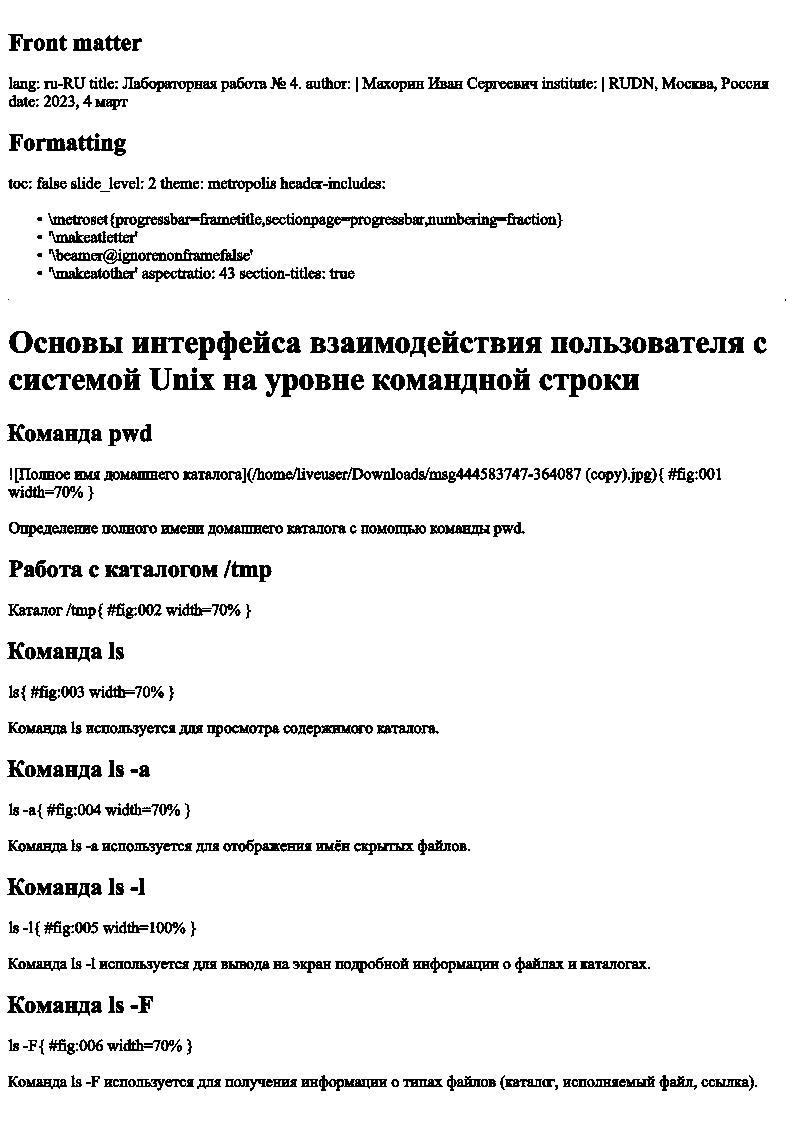 Front matter
lang: ru-RU title: Лабораторная работа № 4. author: | Махорин Иван Сергеевич institute: | RUDN, Москва, Россия
date: 2023, 4 март
Formatting
toc: false slide_level: 2 theme: metropolis header-includes:
• \metroset{progressbar=frametitle,sectionpage=progressbar,numbering=fraction}
• '\makeatletter'
• '\beamer@ignorenonframefalse'
• '\makeatother' aspectratio: 43 section-titles: true
Основы интерфейса взаимодействия пользователя с
системой Unix на уровне командной строки
Команда pwd
![Полное имя домашнего каталога](/home/liveuser/Downloads/msg444583747-364087 (copy).jpg){ #fig:001
width=70% }
Определение полного имени домашнего каталога с помощью команды pwd.
Работа с каталогом /tmp
Каталог /tmp{ #fig:002 width=70% }
Команда ls
ls{ #fig:003 width=70% }
Команда ls используется для просмотра содержимого каталога.
Команда ls -a
ls -a{ #fig:004 width=70% }
Команда ls -a используется для отображения имён скрытых файлов.
Команда ls -l
ls -l{ #fig:005 width=100% }
Команда ls -l используется для вывода на экран подробной информации о файлах и каталогах.
Команда ls -F
ls -F{ #fig:006 width=70% }
Команда ls -F используется для получения информации о типах файлов (каталог, исполняемый файл, ссылка).